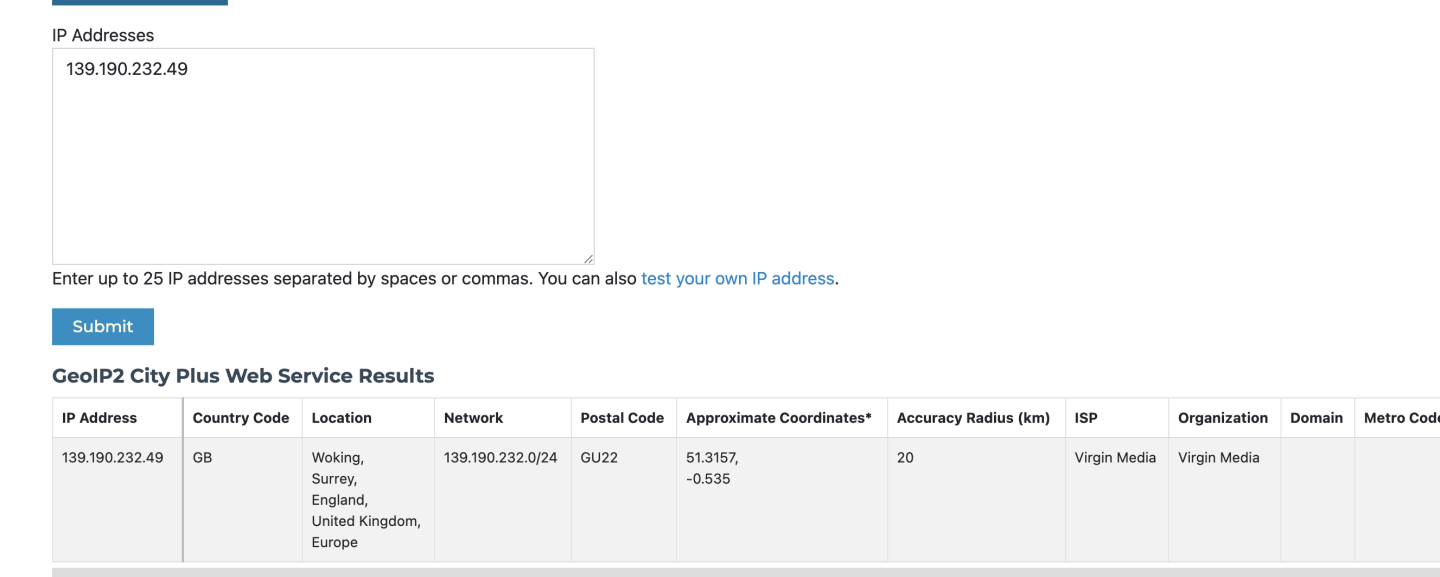 IP Addresses
139.190.232.49
Enter up to 25 IP addresses separated by spaces or commas. You can also test your own IP address.
Submit
GeoIP2 City Plus Web Service Results
IP Address Country Code Location Network Postal Code Approximate Coordinates* Accuracy Radius (km) ISP Organization Domain Metro Code
139.190.232.49 GB Woking, 139.190.232.0/24 GU22 51.3157, 20 Virgin Media Virgin Media
Surrey, -0.535
England,
United Kingdom,
Europe